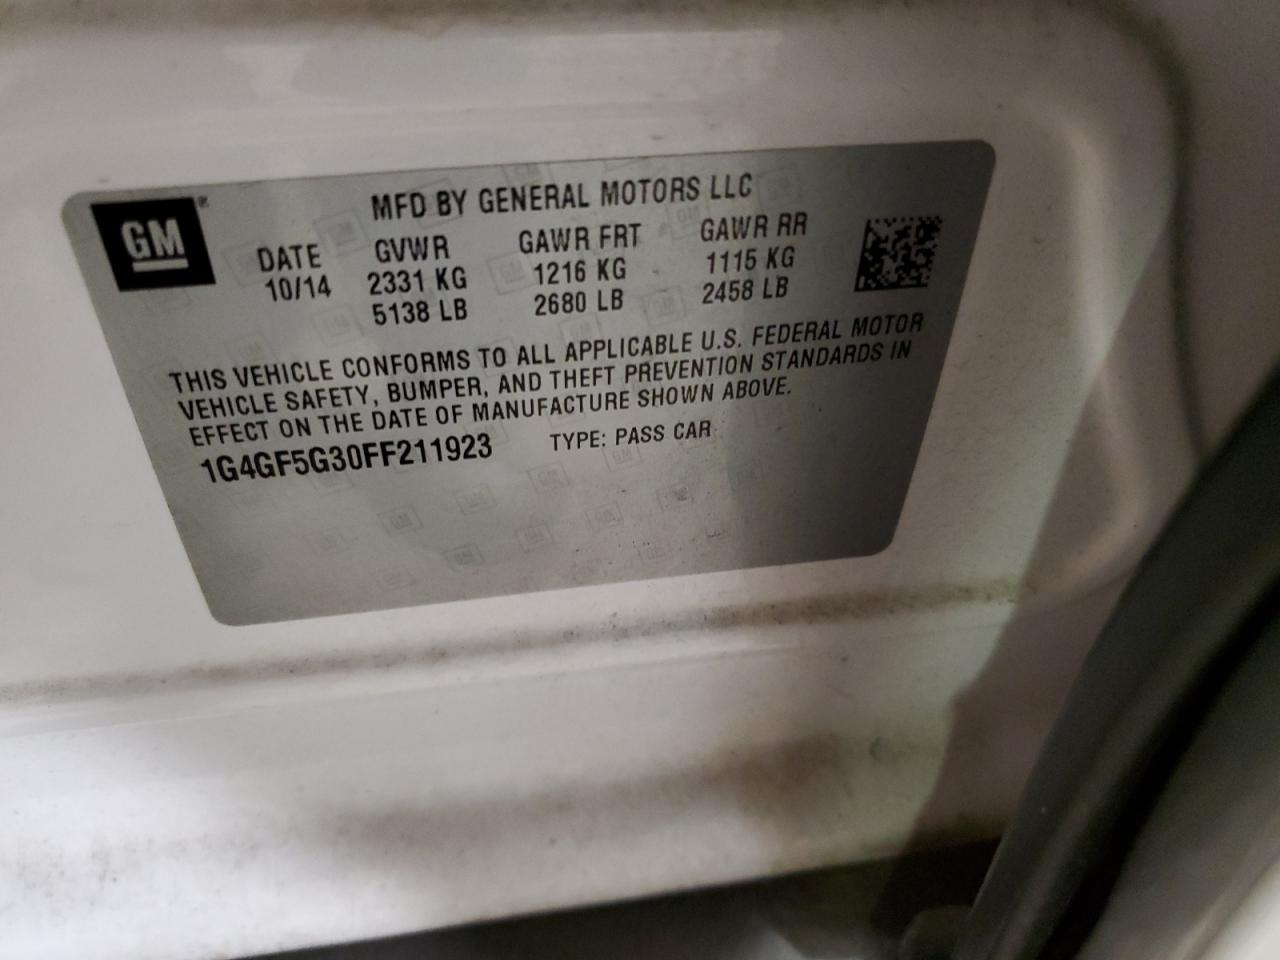 GM
MFD BY GENERAL MOTORS LLC
DATE GVWR GAWR FRT GAWR RR
10/14 2331 KG 1216 KG 1115 KG
5138 LB 2680 LB 2458 LB
THIS VEHICLE CONFORMS TO ALL APPLICABLE U.S. FEDERAL MOTOR
VEHICLE SAFETY, BUMPER, AND THEFT PREVENTION STANDARDS IN
EFFECT ON THE DATE OF MANUFACTURE SHOWN ABOVE.
1G4GF5G30FF211923 TYPE: PASS CAR